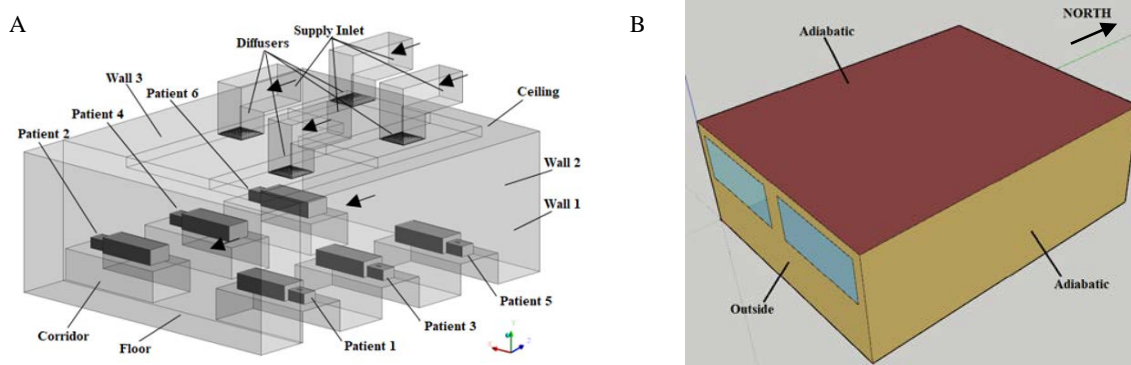 A
Supply Inlet
Diffusers
Wall 3
Patient 6
Patient 4
Patient 2
Ceiling
Wall 2
Wall 1
Patient 5
Patient 3
Patient 1
Corridor
Floor
B
NORTH
Adiabatic
Outside
Adiabatic